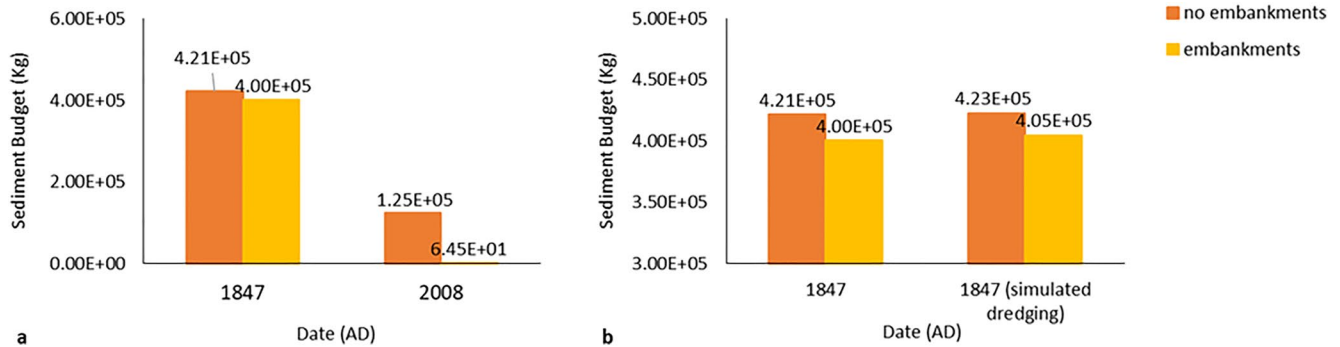 6.00E+05
4.00E+05
2.00E+05
0.00E+00
Sediment Budget (Kg)
4.21E+05
4.00E+05
1.25E+05
6.45E+01
1847
2008
Date (AD)
a
5.00E+05
4.50E+05
4.00E+05
3.50E+05
3.00E+05
Sediment Budget (Kg)
4.21E+05
4.00E+05
4.23E+05
4.05E+05
1847
1847 (simulated
dredging)
Date (AD)
b
no embankments
embankments